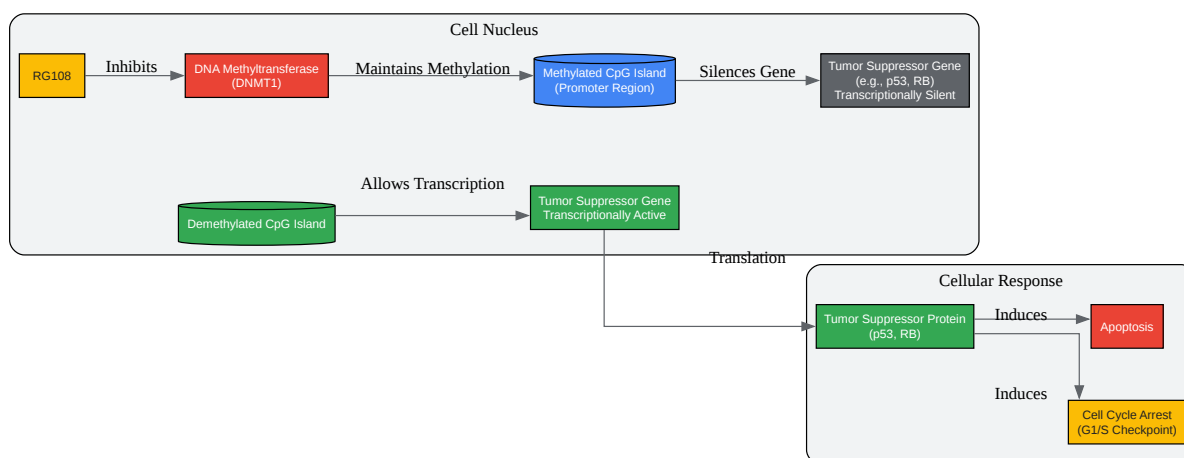 Cell Nucleus
RG108
Inhibits
DNA Methyltransferase
(DNMT1)
Maintains Methylation
Methylated CpG Island
(Promoter Region)
Silences Gene
Tumor Suppressor Gene
(e.g., p53, RB)
Transcriptionally Silent
Demethylated CpG Island
Allows Transcription
Tumor Suppressor Gene
Transcriptionally Active
Translation
Cellular Response
Tumor Suppressor Protein
(p53, RB)
Induces
Apoptosis
Induces
Cell Cycle Arrest
(G1/S Checkpoint)